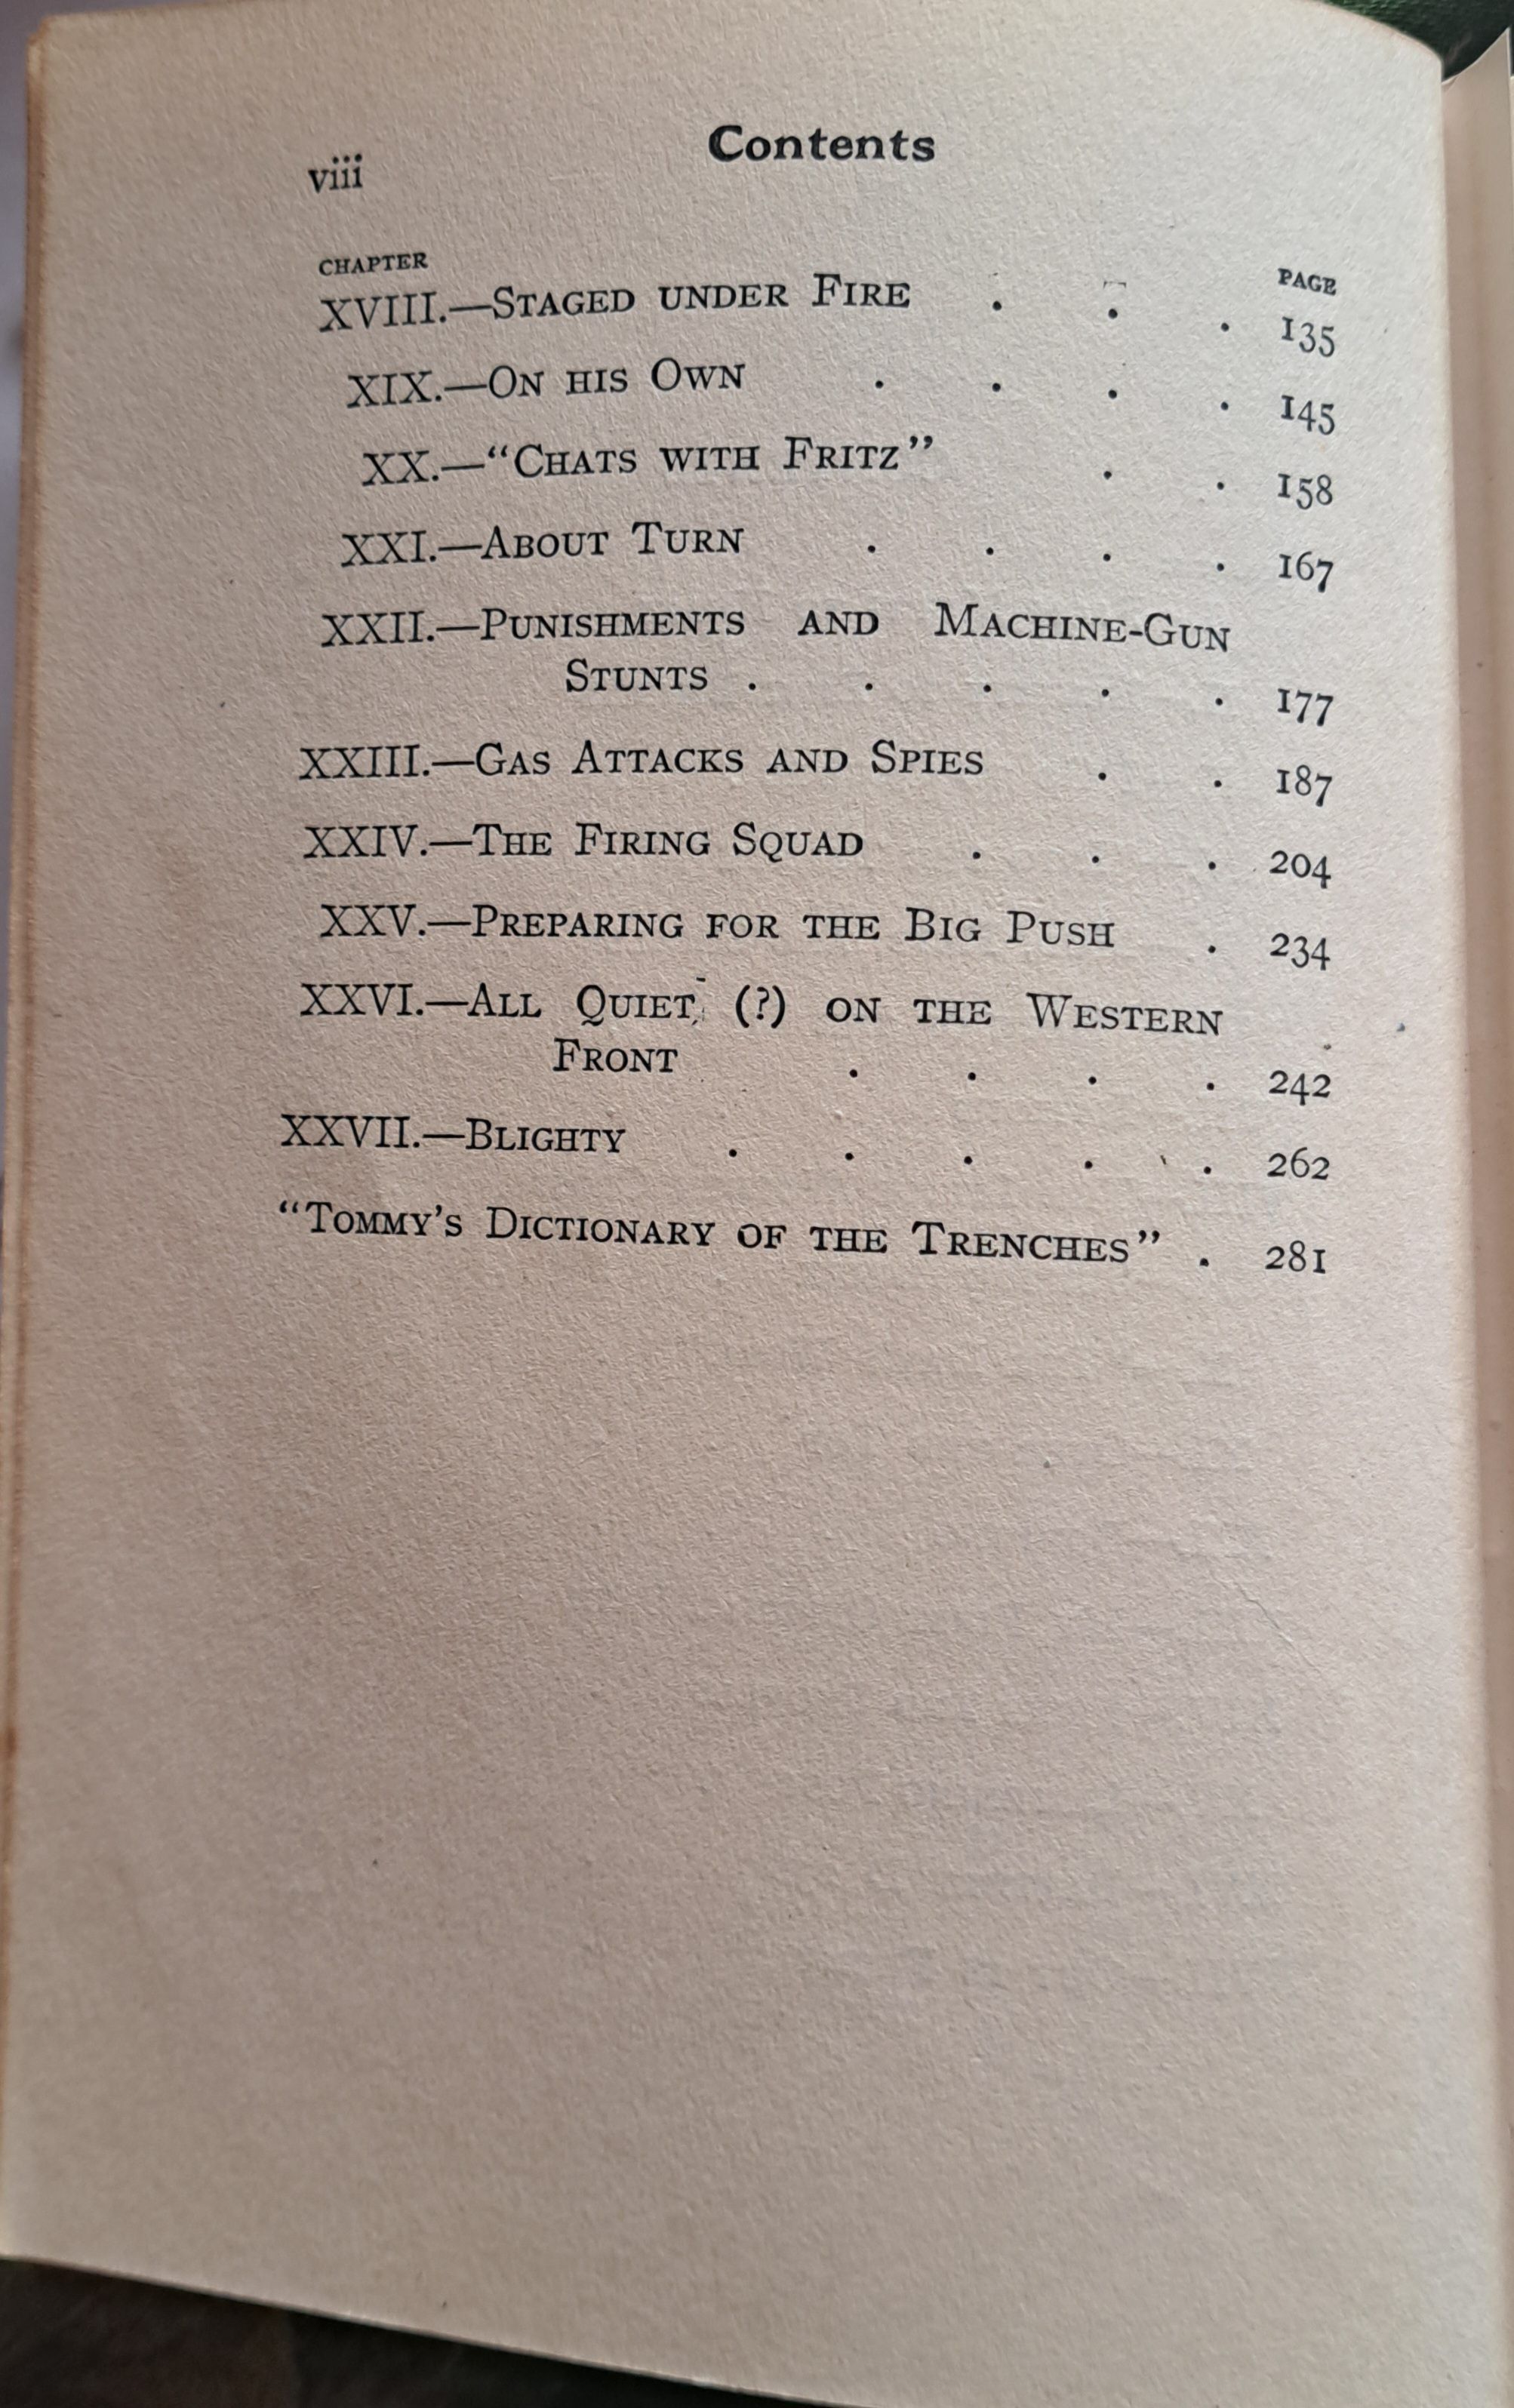 viii
Contents
CHAPTER
PAGE
XVIII.—Staged under Fire . . . 135
XIX.—On his Own . . . . 145
XX.—“Chats with Fritz” . . 158
XXI.—About Turn . . . . 167
XXII.—Punishments and Machine-Gun
Stunts . . . . . 177
XXIII.—Gas Attacks and Spies . . 187
XXIV.—The Firing Squad . . . 204
XXV.—Preparing for the Big Push . 234
XXVI.—All Quiet (?) on the Western
Front . . . . 242
XXVII.—Blighty . . . . . 262
“Tommy’s Dictionary of the Trenches” . 281